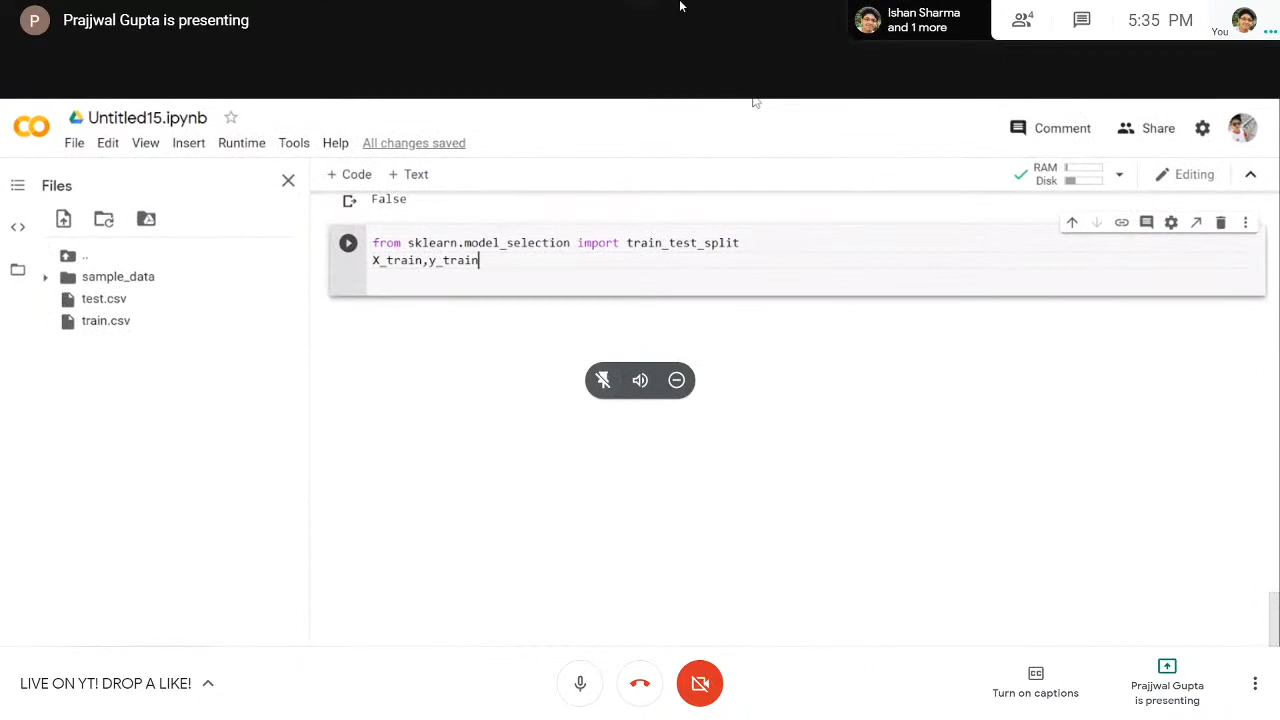 P Prajjwal Gupta is presenting
Ishan Sharma
and 1 more
4
5:35 PM
You
CO
Untitled15.ipynb
File Edit View Insert Runtime Tools Help All changes saved
Comment
Share
Files
+ Code + Text
RAM
Disk
Editing
..
sample_data
test.csv
train.csv
False
from sklearn.model_selection import train_test_split
X_train,y_train
LIVE ON YT! DROP A LIKE!
CC
Turn on captions
Prajjwal Gupta
is presenting